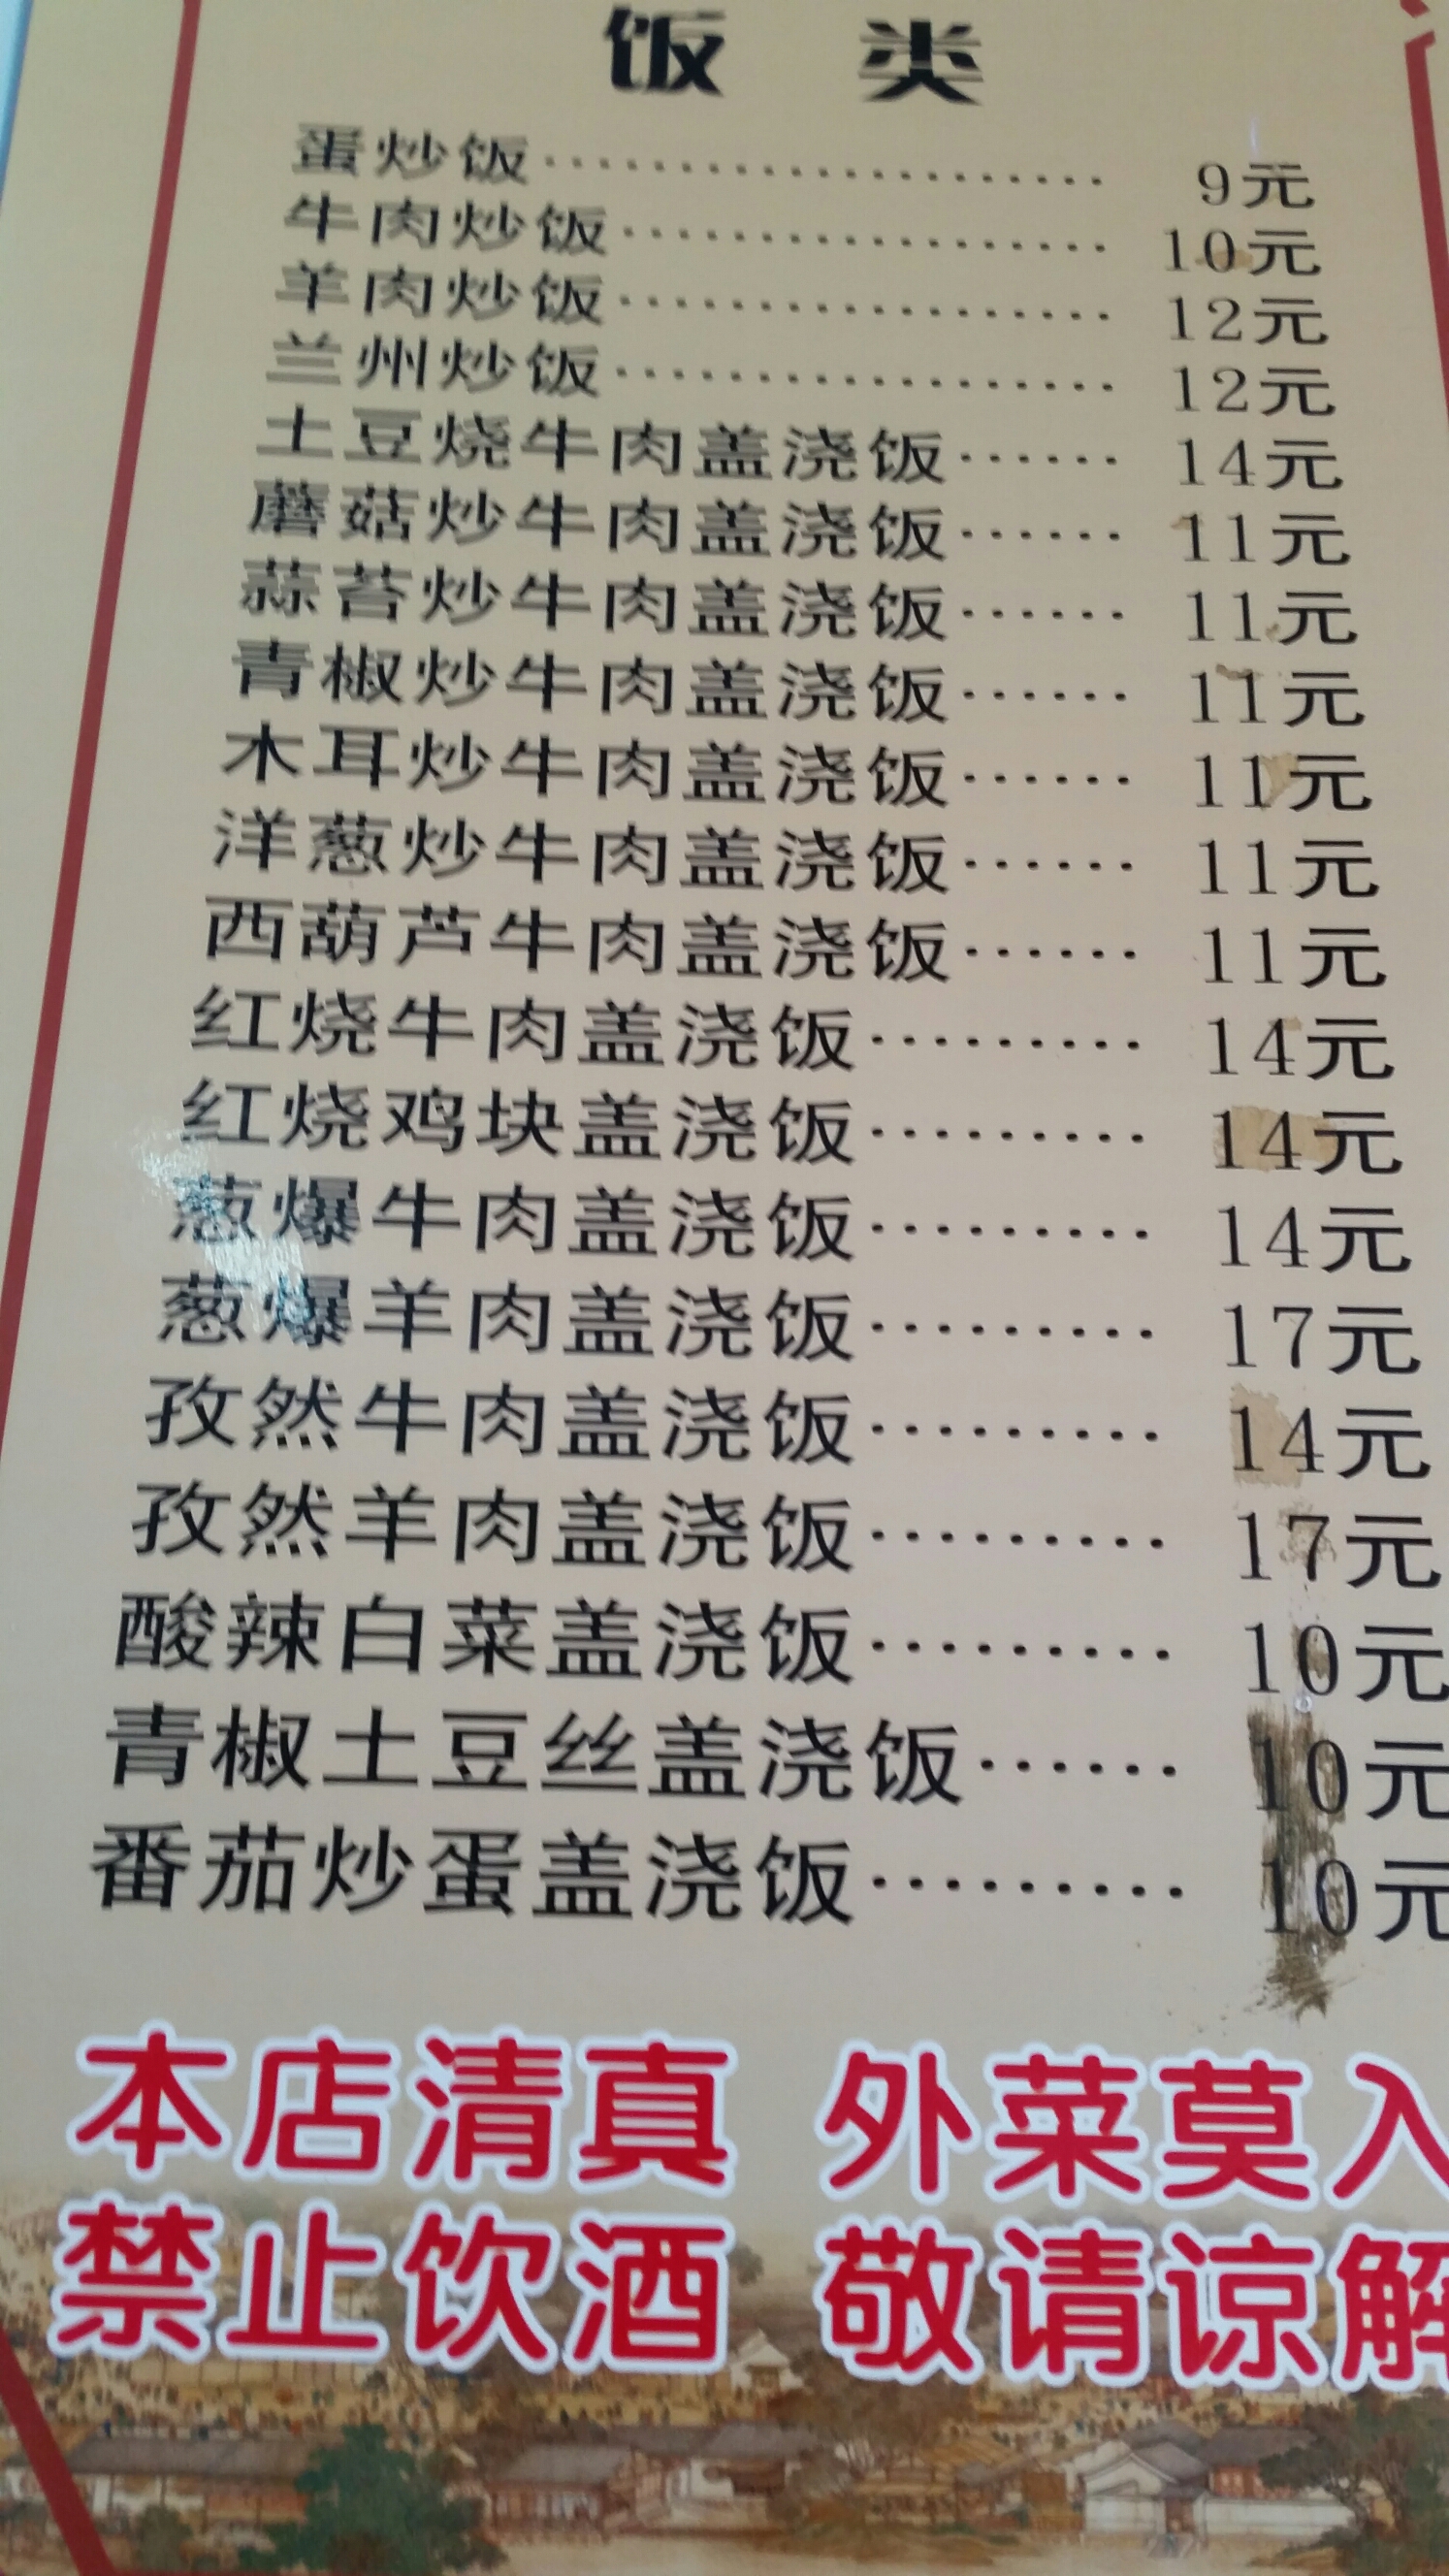 饭 类
蛋炒饭····················· 9元
牛肉炒饭·················· 10元
羊肉炒饭·················· 12元
兰州炒饭·················· 12元
土豆烧牛肉盖浇饭······ 14元
蘑菇炒牛肉盖浇饭······ 11元
蒜苔炒牛肉盖浇饭······ 11元
青椒炒牛肉盖浇饭······ 11元
木耳炒牛肉盖浇饭······ 11元
洋葱炒牛肉盖浇饭······ 11元
西葫芦牛肉盖浇饭······ 11元
红烧牛肉盖浇饭········· 14元
红烧鸡块盖浇饭········· 14元
葱爆牛肉盖浇饭········· 14元
葱爆羊肉盖浇饭········· 17元
孜然牛肉盖浇饭········· 14元
孜然羊肉盖浇饭········· 17元
酸辣白菜盖浇饭········· 10元
青椒土豆丝盖浇饭······ 10元
番茄炒蛋盖浇饭········· 10元
本店清真 外菜莫入
禁止饮酒 敬请谅解